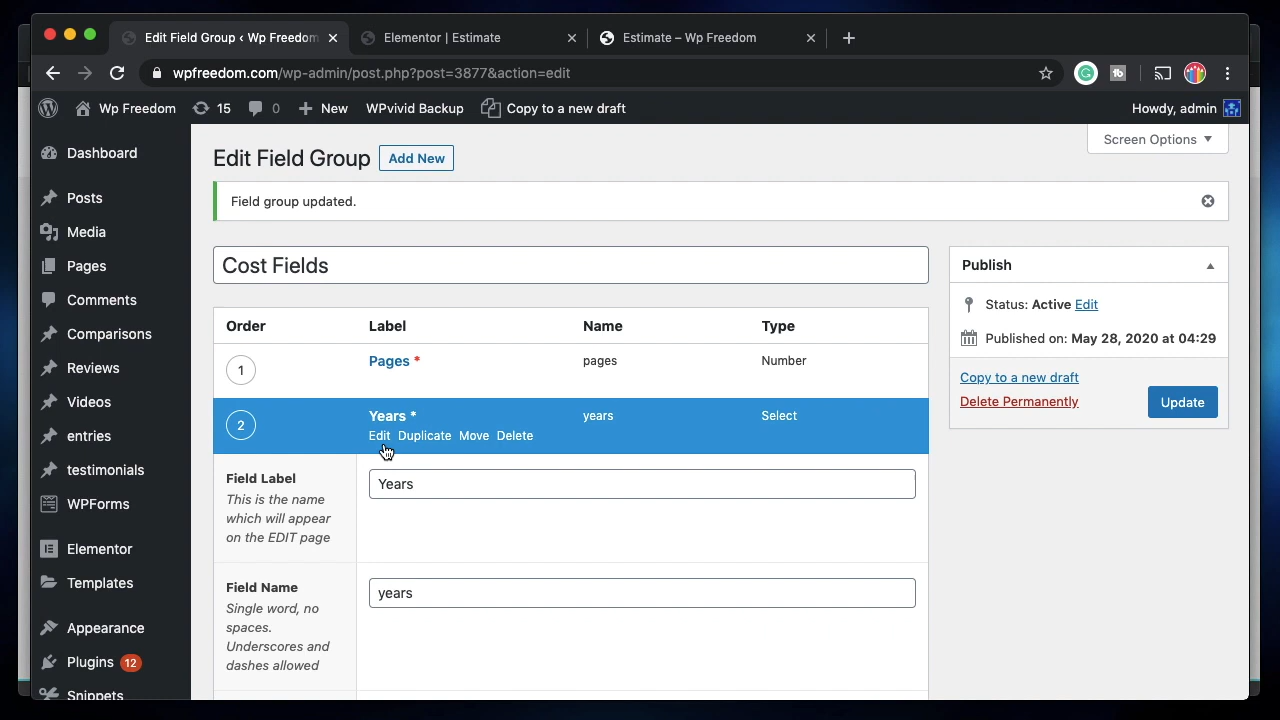 Edit Field Group ‹ Wp Freedom
Elementor | Estimate
Estimate – Wp Freedom
wpfreedom.com/wp-admin/post.php?post=3877&action=edit
Wp Freedom
15
0
New
WPvivid Backup
Copy to a new draft
Howdy, admin
Screen Options
Dashboard
Posts
Media
Pages
Comments
Comparisons
Reviews
Videos
entries
testimonials
WPForms
Elementor
Templates
Appearance
Plugins 12
Snippets
Edit Field Group
Add New
Field group updated.
Cost Fields
Order Label Name Type
1 Pages * pages Number
2 Years * years Select
Edit Duplicate Move Delete
Field Label
This is the name
which will appear
on the EDIT page
Years
Field Name
Single word, no
spaces.
Underscores and
dashes allowed
years
Publish
Status: Active Edit
Published on: May 28, 2020 at 04:29
Copy to a new draft
Delete Permanently
Update